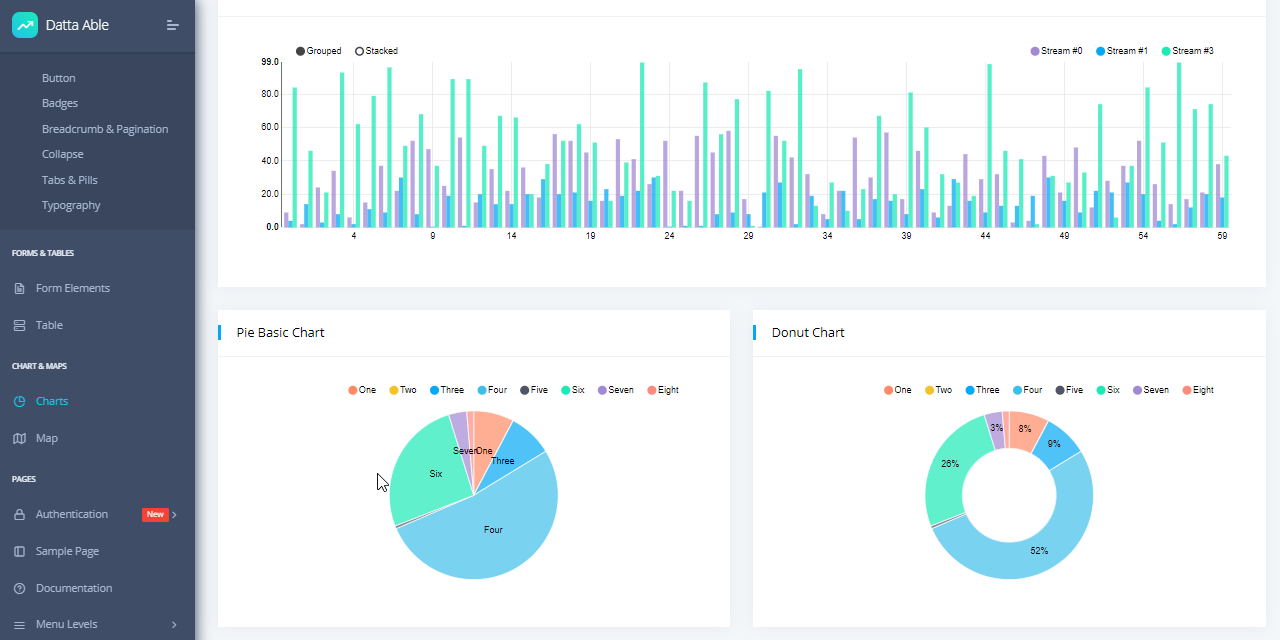 Datta Able
Button
Badges
Breadcrumb & Pagination
Collapse
Tabs & Pills
Typography
FORMS & TABLES
Form Elements
Table
CHART & MAPS
Charts
Map
PAGES
Authentication New
Sample Page
Documentation
Menu Levels
Grouped Stacked Stream #0 Stream #1 Stream #3
99.0
80.0
60.0
40.0
20.0
0.0
4 9 14 19 24 29 34 39 44 49 54 59
Pie Basic Chart
One Two Three Four Five Six Seven Eight
Seven One
Three
Six
Four
Donut Chart
One Two Three Four Five Six Seven Eight
3% 8%
9%
26%
52%